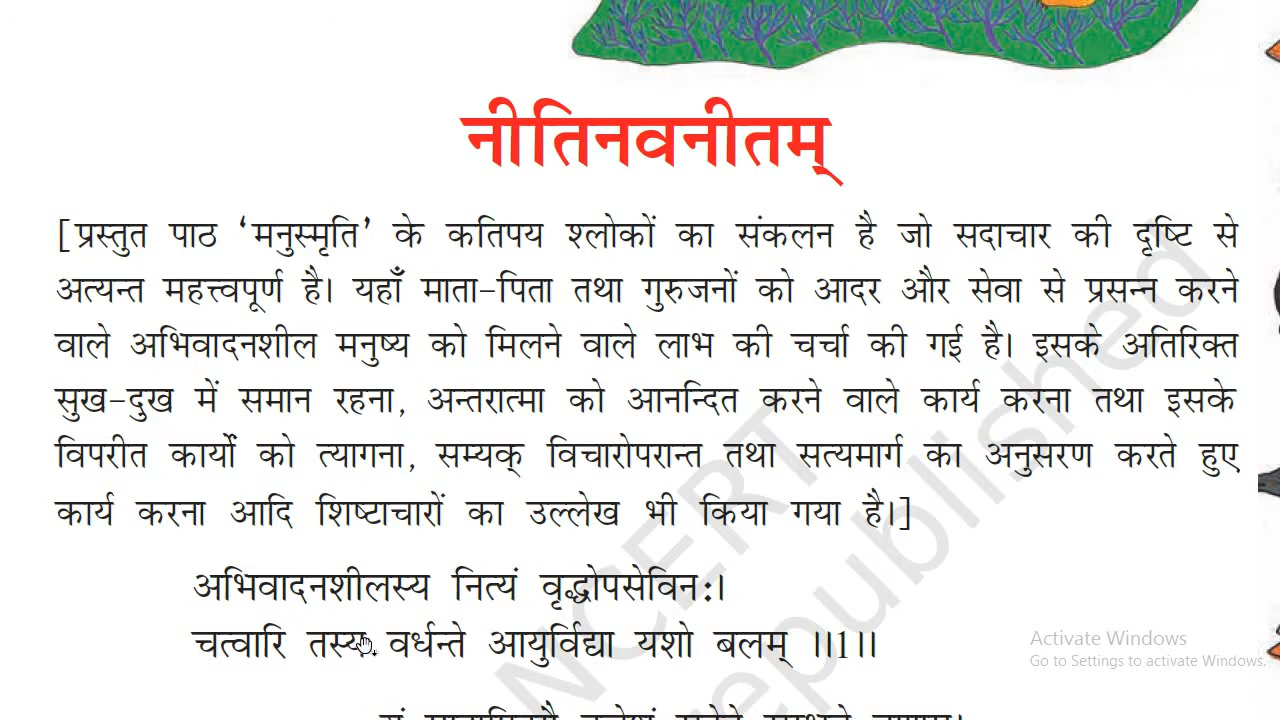 नीतिनवनीतम्
[प्रस्तुत पाठ ‘मनुस्मृति’ के कतिपय श्लोकों का संकलन है जो सदाचार की दृष्टि से
अत्यन्त महत्त्वपूर्ण है। यहाँ माता-पिता तथा गुरुजनों को आदर और सेवा से प्रसन्न करने
वाले अभिवादनशील मनुष्य को मिलने वाले लाभ की चर्चा की गई है। इसके अतिरिक्त
सुख-दुख में समान रहना, अन्तरात्मा को आनन्दित करने वाले कार्य करना तथा इसके
विपरीत कार्यों को त्यागना, सम्यक् विचारोपरान्त तथा सत्यमार्ग का अनुसरण करते हुए
कार्य करना आदि शिष्टाचारों का उल्लेख भी किया गया है।]
अभिवादनशीलस्य नित्यं वृद्धोपसेविनः।
चत्वारि तस्य वर्धन्ते आयुर्विद्या यशो बलम् ।।1।।
Activate Windows
Go to Settings to activate Windows.
NCERT
republished